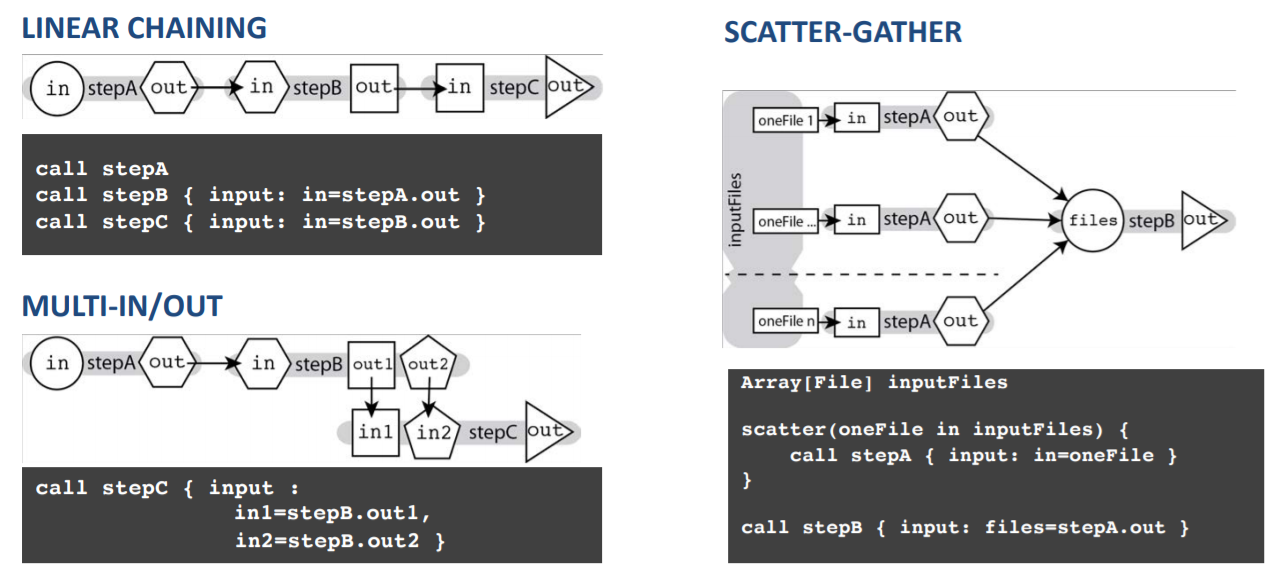 LINEAR CHAINING
in stepA out in stepB out in stepC out
call stepA
call stepB { input: in=stepA.out }
call stepC { input: in=stepB.out }
MULTI-IN/OUT
in stepA out in stepB out1 out2
in1 in2 stepC out
call stepC { input :
in1=stepB.out1,
in2=stepB.out2 }
SCATTER-GATHER
inputFiles
oneFile 1 in stepA out
oneFile ... in stepA out files stepB out
oneFile n in stepA out
Array[File] inputFiles
scatter(oneFile in inputFiles) {
call stepA { input: in=oneFile }
}
call stepB { input: files=stepA.out }